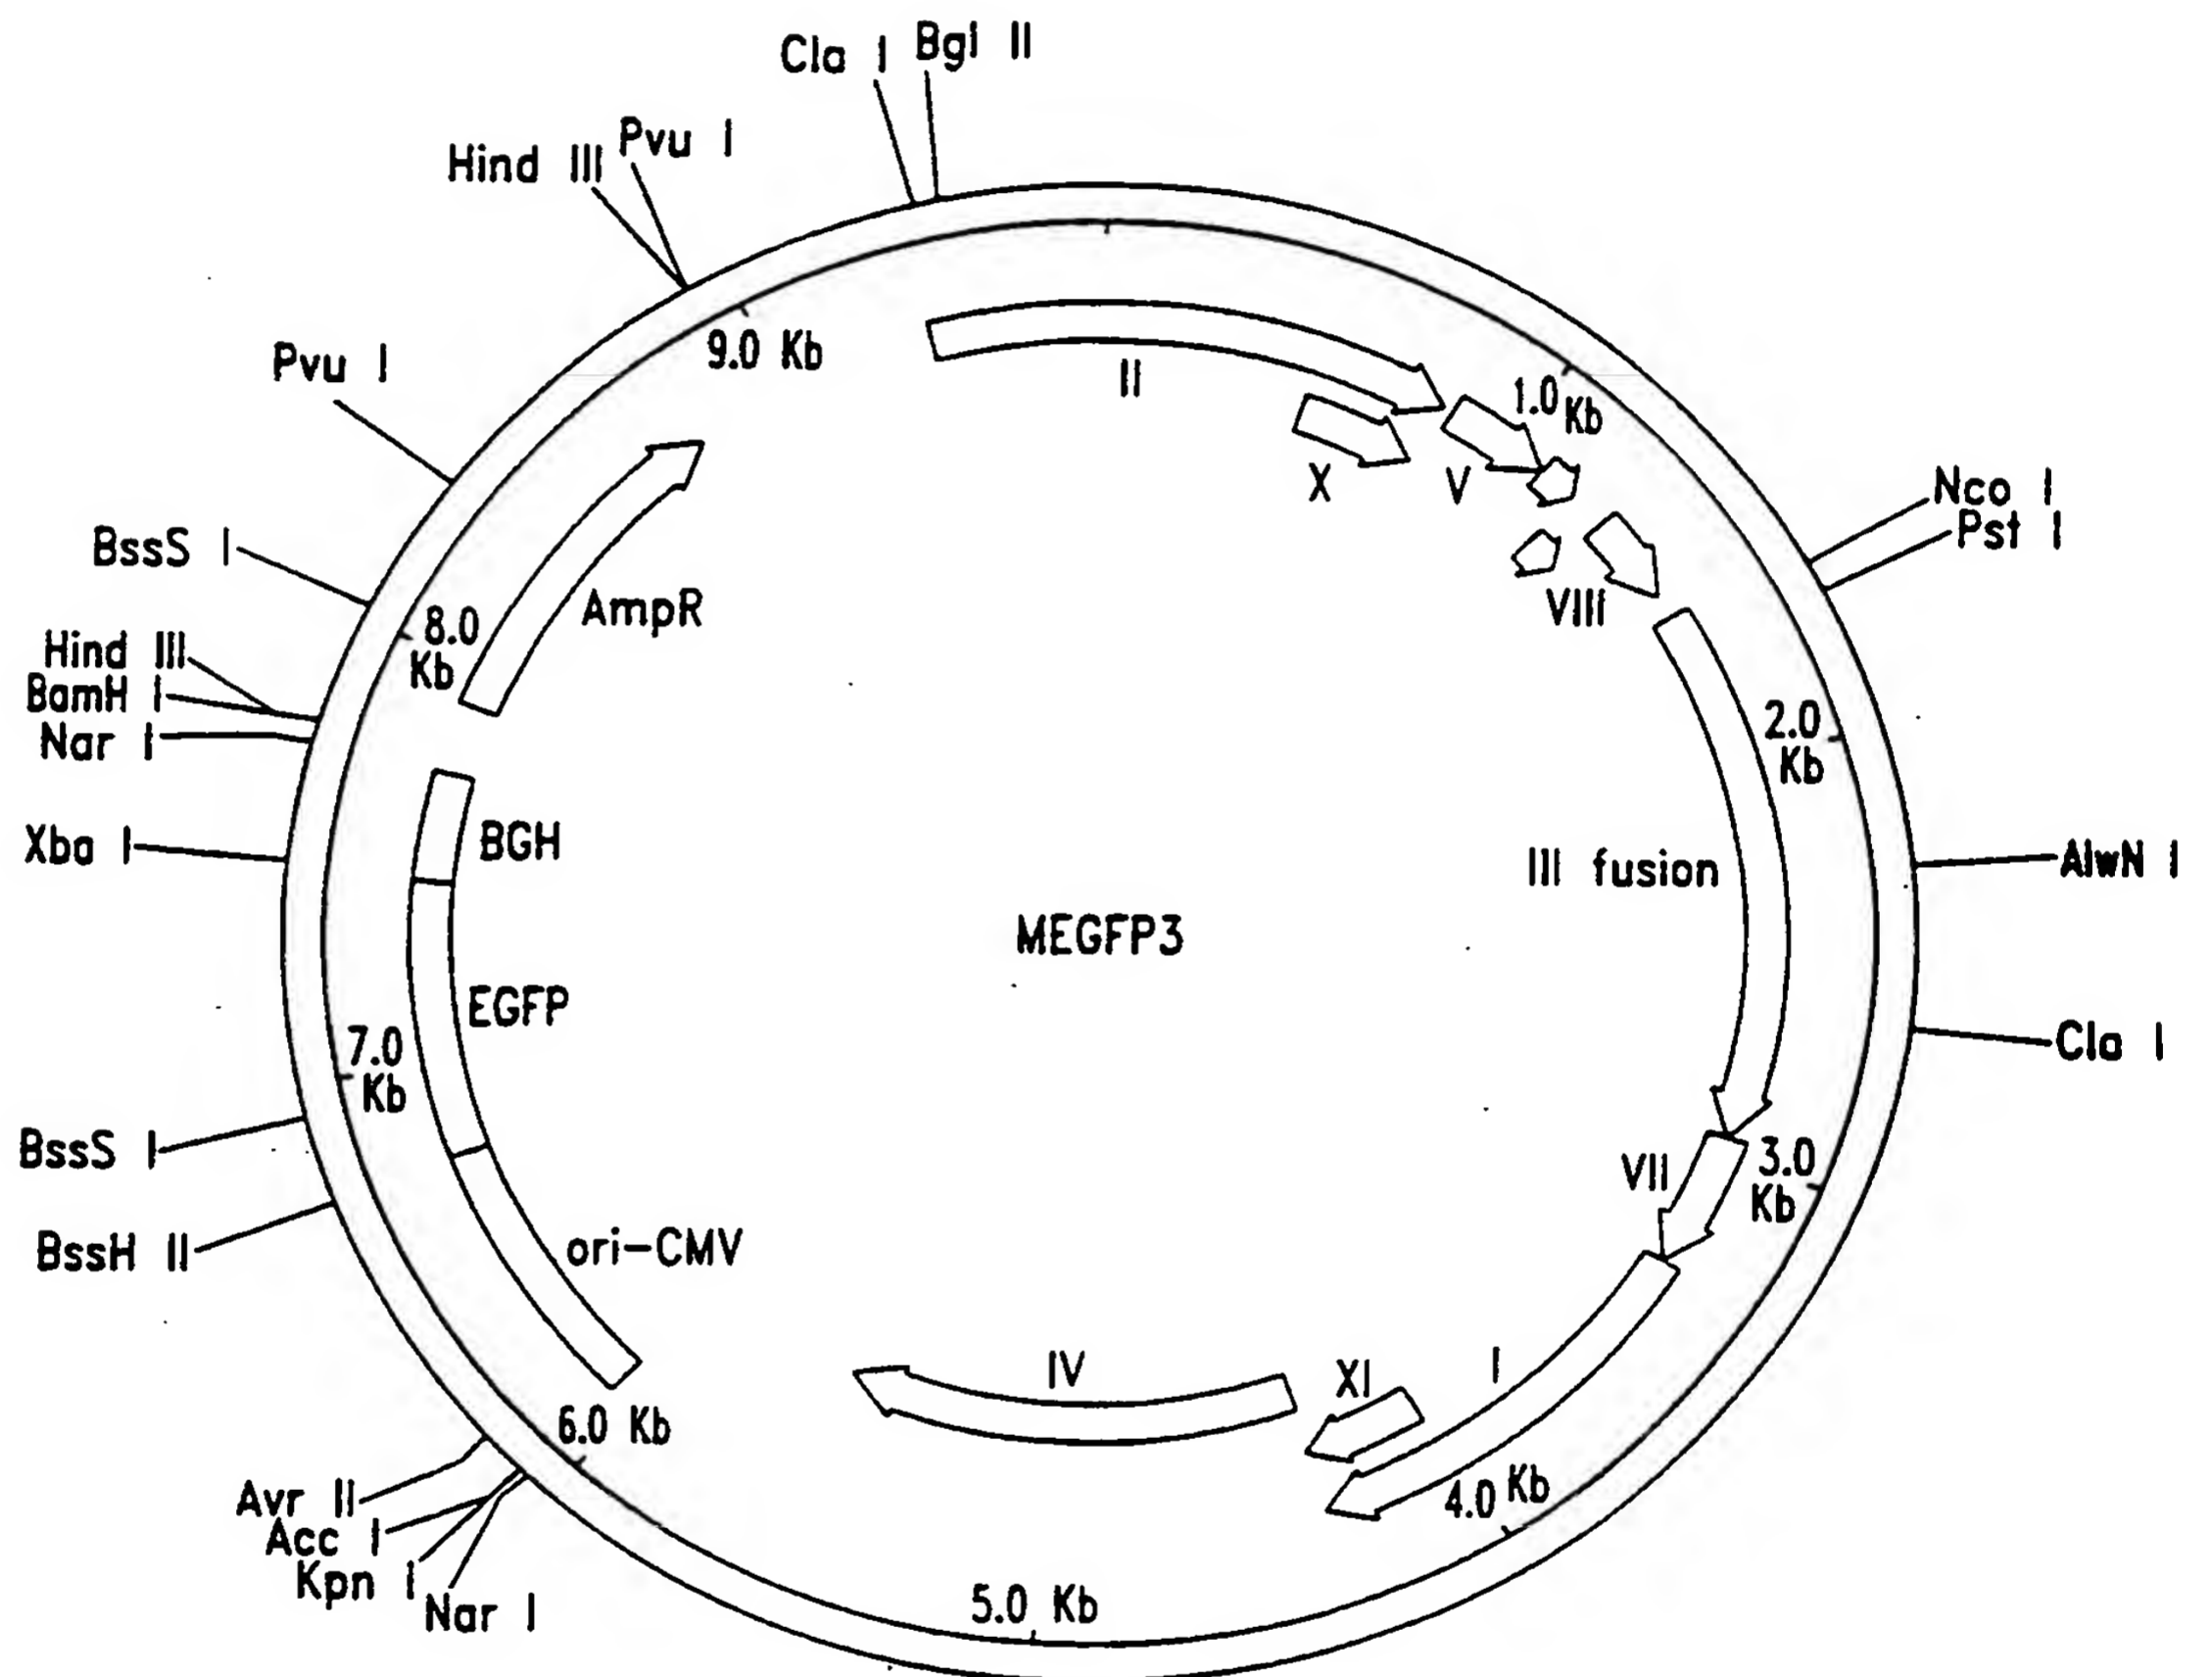 Cla I
Bgl II
Hind III
Pvu I
Pvu I
BssS I
Hind III
BamH I
Nar I
Xba I
BssS I
BssH II
Avr II
Acc I
Kpn I
Nar I
Nco I
Pst I
AlwN I
Cla I
9.0 Kb
1.0 Kb
2.0
Kb
3.0
Kb
4.0 Kb
5.0 Kb
6.0 Kb
7.0
Kb
8.0
Kb
II
X
V
VIII
III fusion
VII
I
XI
IV
ori-CMV
EGFP
BGH
AmpR
MEGFP3